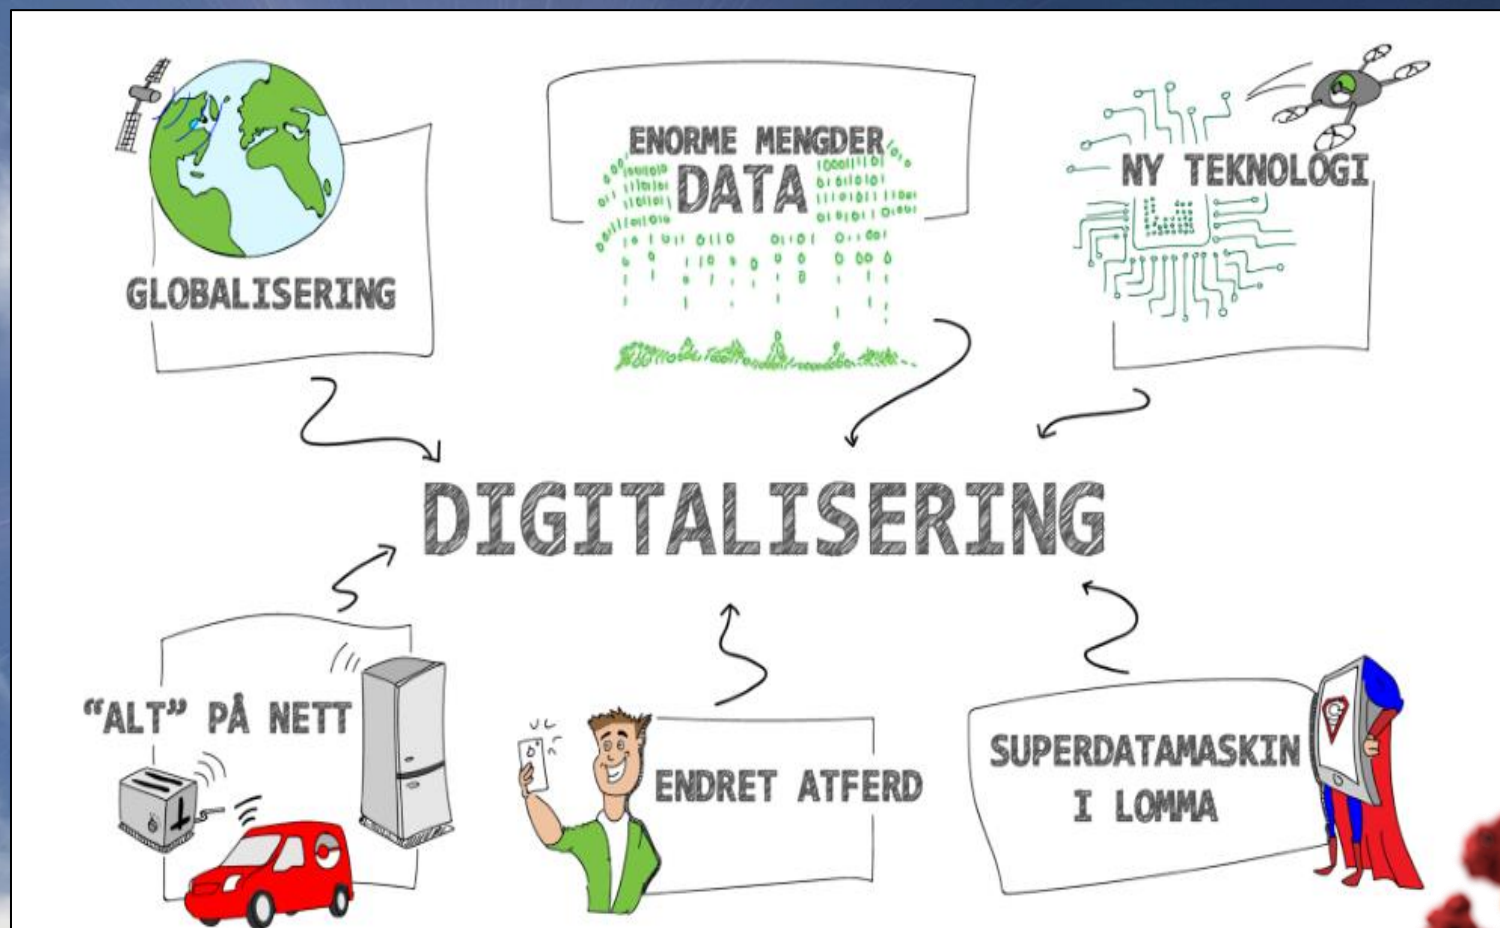 GLOBALISERING
ENORME MENGDER
DATA
NY TEKNOLOGI
DIGITALISERING
“ALT” PÅ NETT
ENDRET ATFERD
SUPERDATAMASKIN
I LOMMA